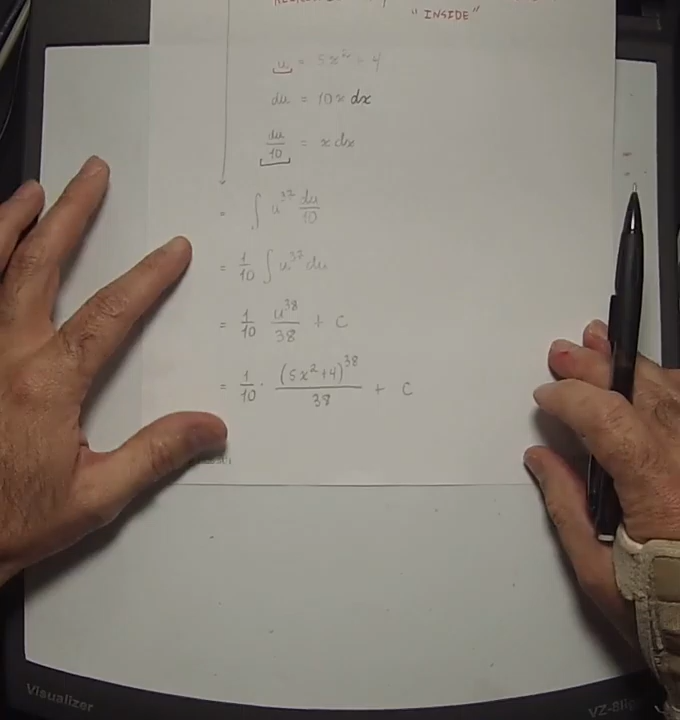 "INSIDE"
u = 5x² + 4
du = 10x dx
du/10 = x dx
= ∫ u³⁷ du/10
= 1/10 ∫ u³⁷ du
= 1/10 u³⁸/38 + C
= 1/10 · (5x²+4)³⁸/38 + C
Visualizer